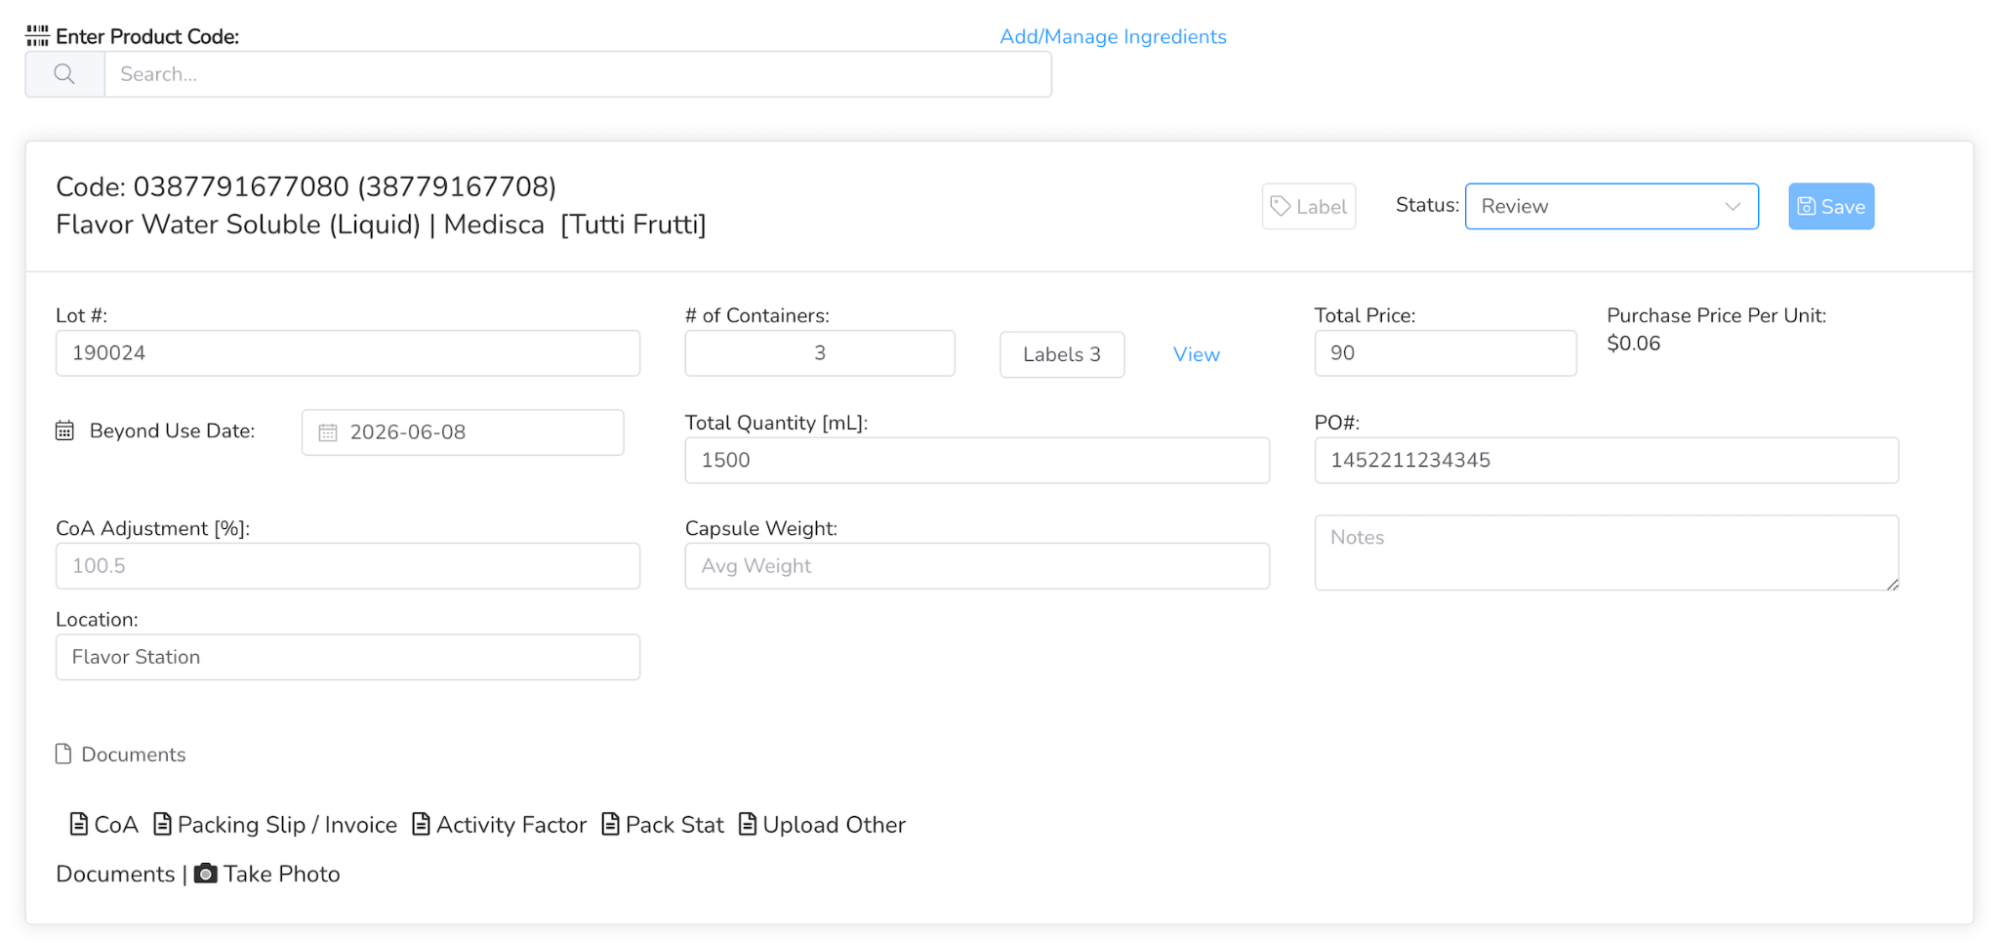 Enter Product Code:
Add/Manage Ingredients
Search...
Code: 0387791677080 (38779167708)
Flavor Water Soluble (Liquid) | Medisca [Tutti Frutti]
Label
Status:
Review
Save
Lot #:
190024
# of Containers:
3
Labels 3
View
Total Price:
90
Purchase Price Per Unit:
$0.06
Beyond Use Date:
2026-06-08
Total Quantity [mL]:
1500
PO#:
1452211234345
CoA Adjustment [%]:
100.5
Capsule Weight:
Avg Weight
Notes
Location:
Flavor Station
Documents
CoA Packing Slip / Invoice Activity Factor Pack Stat Upload Other
Documents | Take Photo